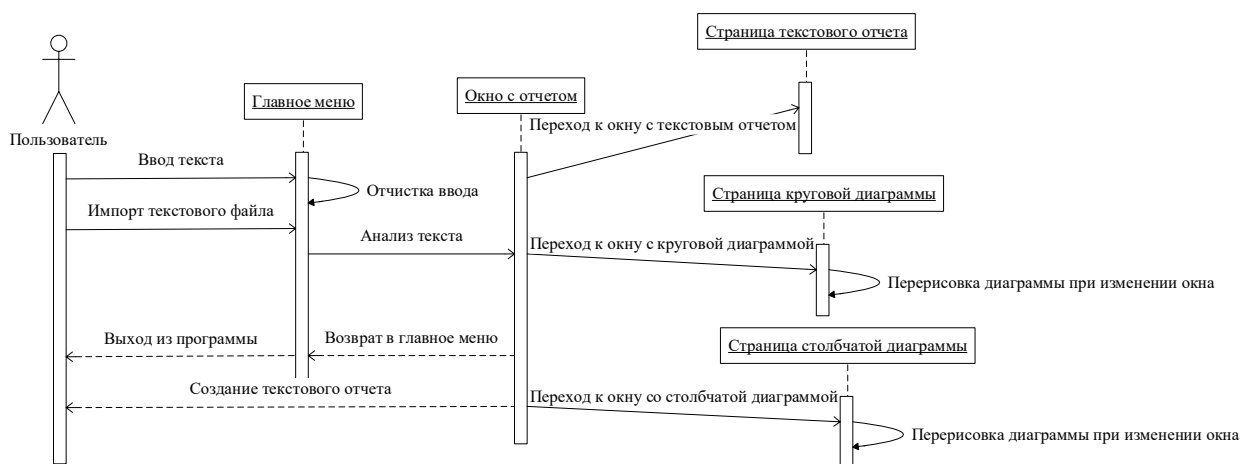 Страница текстового отчета
Главное меню
Окно с отчетом
Переход к окну с текстовым отчетом
Пользователь
Ввод текста
Отчистка ввода
Страница круговой диаграммы
Импорт текстового файла
Анализ текста
Переход к окну с круговой диаграммой
Перерисовка диаграммы при изменении окна
Выход из программы
Возврат в главное меню
Страница столбчатой диаграммы
Создание текстового отчета
Переход к окну со столбчатой диаграммой
Перерисовка диаграммы при изменении окна